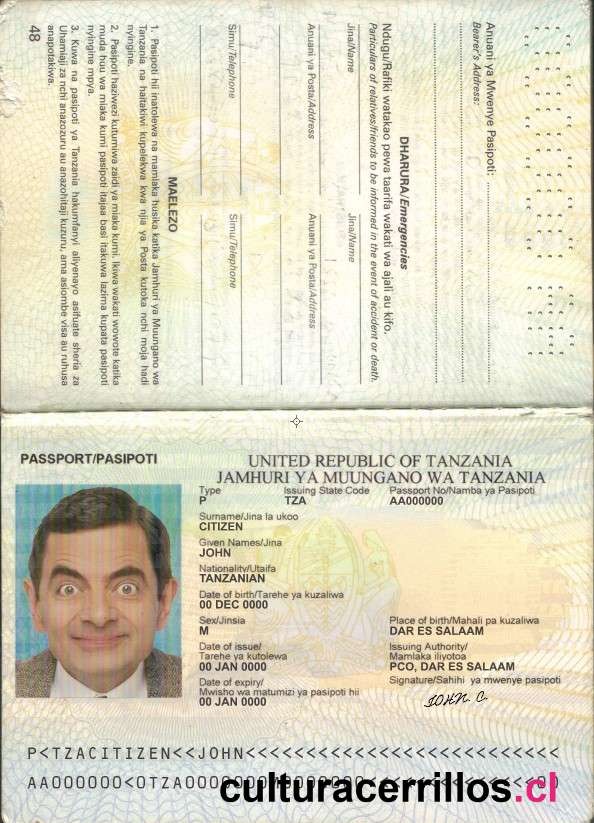 Anuani ya Mwenye Pasipoti:
Bearer's Address:
DHARURA/Emergencies
Ndugu/Rafiki watakao pewa taarifa wakati wa ajali au kifo.
Particulars of relatives/friends to be informed in the event of accident or death.
Jina/Name
Jina/Name
Anuani ya Posta/Address
Anuani ya Posta/Address
Simu/Telephone
Simu/Telephone
MAELEZO
1. Pasipoti hii inatolewa na mamlaka husika katika Jamhuri ya Muungano wa
Tanzania na haitakiwi kupelekwa kwa njia ya Posta kutoka nchi moja hadi
nyingine.
2. Pasipoti haziwezi kutumiwa zaidi ya miaka kumi. Ikiwa wakati wowote katika
muda huu wa miaka kumi pasipoti itajaa basi itakuwa lazima kupata pasipoti
nyingine mpya.
3. Kuwa na pasipoti ya Tanzania hakumfanyi aliyenayo asifuate sheria za
Uhamiaji za nchi anazozuru au anazohitaji kuzuru, ama asiombe visa au ruhusa
anapotakiwa.
48
PASSPORT/PASIPOTI
UNITED REPUBLIC OF TANZANIA
JAMHURI YA MUUNGANO WA TANZANIA
Type Issuing State Code Passport No/Namba ya Pasipoti
P TZA AA000000
Surname/Jina la ukoo
CITIZEN
Given Names/Jina
JOHN
Nationality/Utaifa
TANZANIAN
Date of birth/Tarehe ya kuzaliwa
00 DEC 0000
Sex/Jinsia Place of birth/Mahali pa kuzaliwa
M DAR ES SALAAM
Date of issue/ Issuing Authority/
Tarehe ya kutolewa Mamlaka iliyotoa
00 JAN 0000 PCO, DAR ES SALAAM
Date of expiry/ Signature/Sahihi ya mwenye pasipoti
Mwisho wa matumizi ya pasipoti hii
00 JAN 0000 JOHN. C.
P<TZACITIZEN<<JOHN<<<<<<<<<<<<<<<<<<<<<<<<<<
culturacerrillos.cl